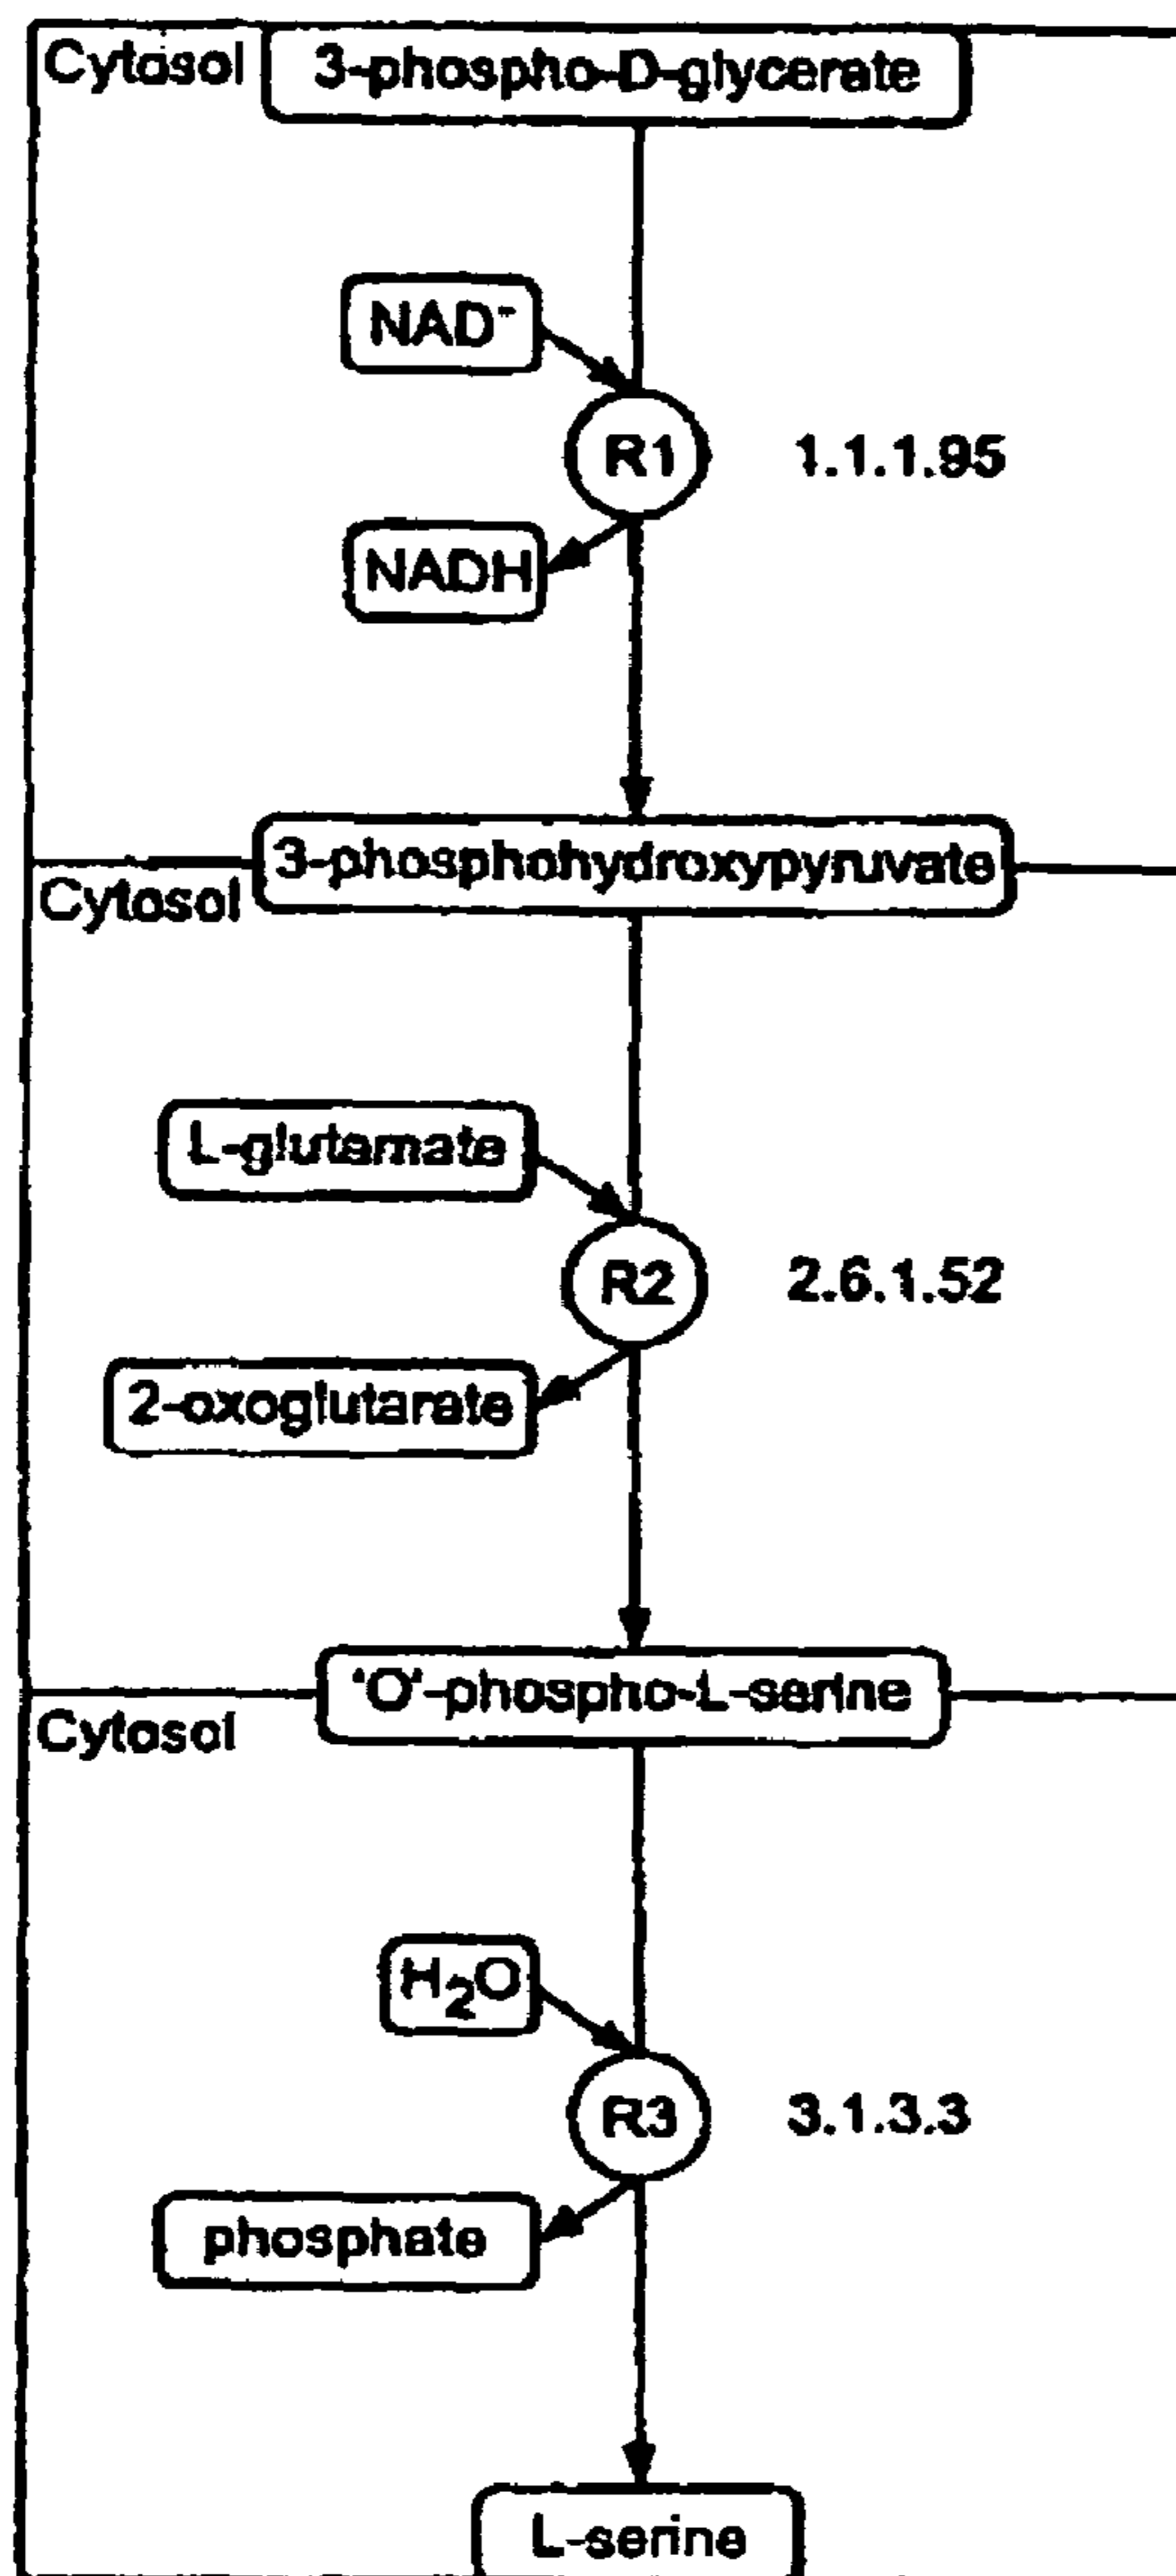 Cytosol
3-phospho-D-glycerate
NAD⁻
R1
1.1.1.95
NADH
3-phosphohydroxypyruvate
Cytosol
L-glutamate
R2
2.6.1.52
2-oxoglutarate
'O'-phospho-L-serine
Cytosol
H₂O
R3
3.1.3.3
phosphate
L-serine